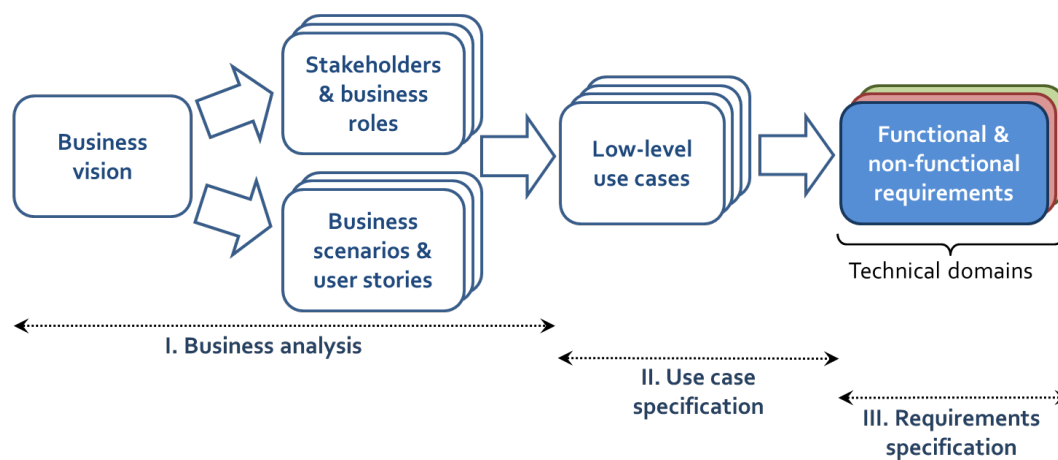 Business
vision
Stakeholders
& business
roles
Business
scenarios &
user stories
Low-level
use cases
Functional &
non-functional
requirements
Technical domains
I. Business analysis
II. Use case
specification
III. Requirements
specification